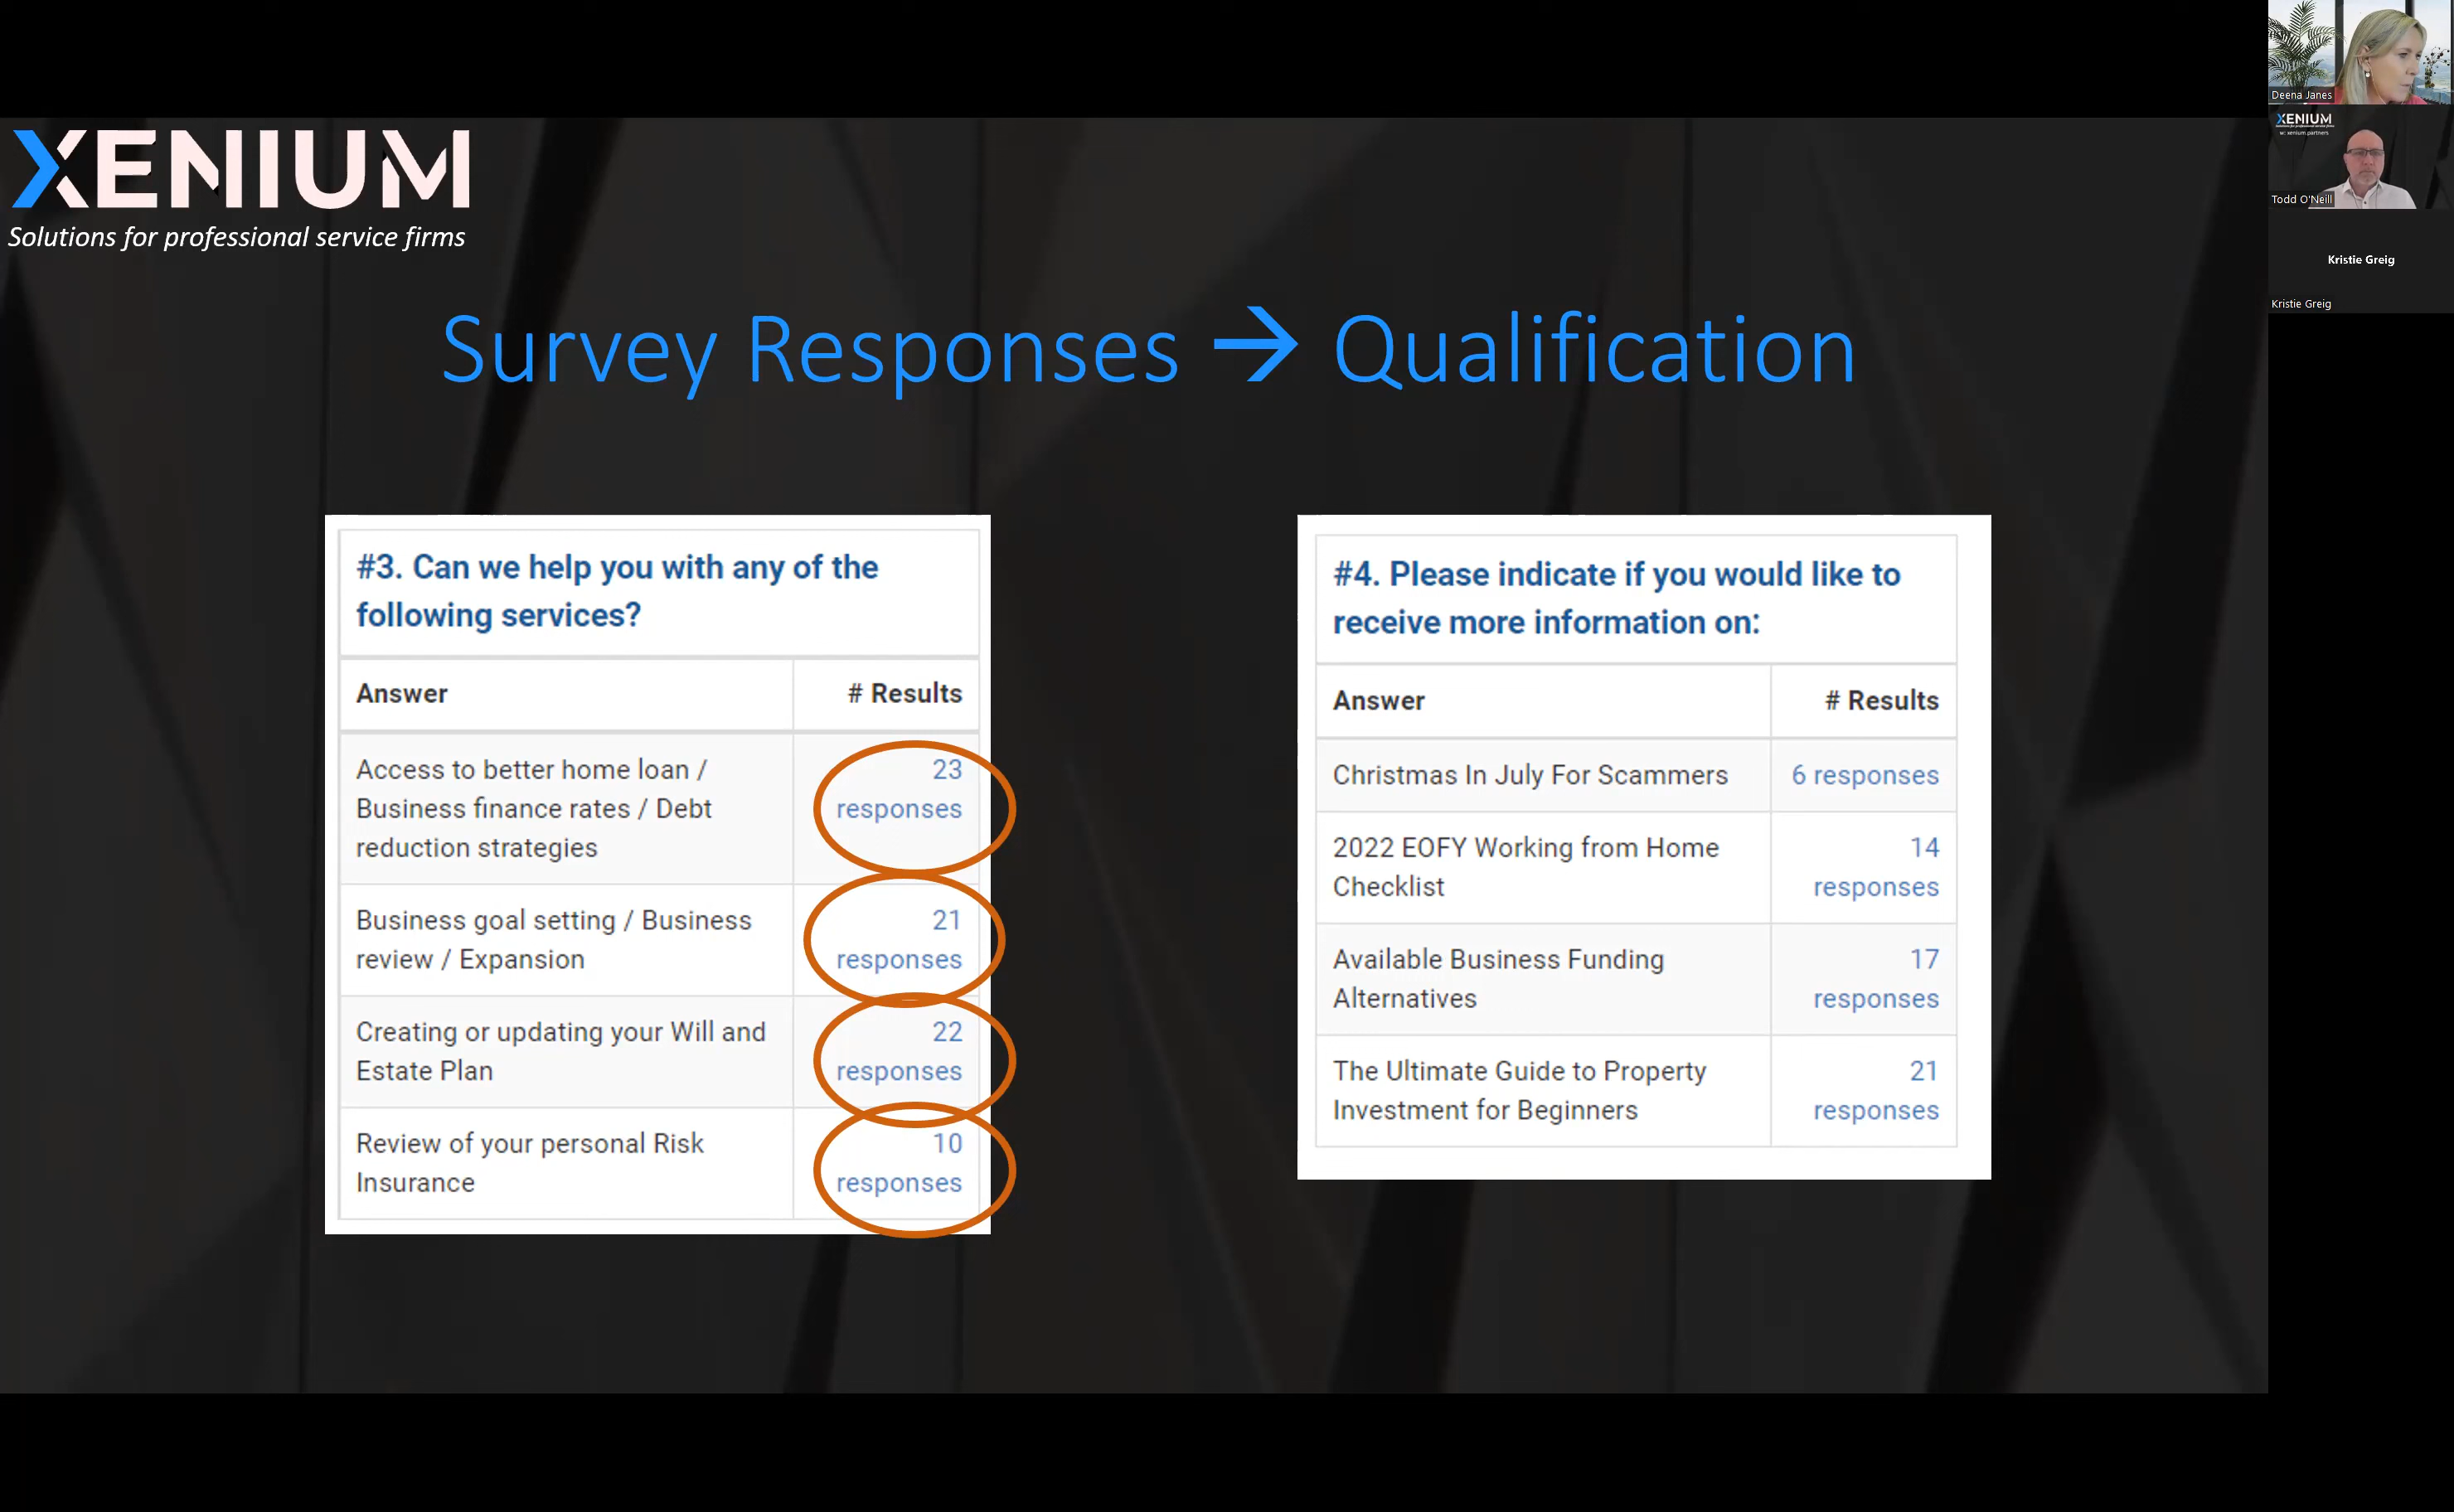 XENIUM
Solutions for professional service firms
Survey Responses → Qualification
#3. Can we help you with any of the
following services?
Answer
# Results
Access to better home loan /
Business finance rates / Debt
reduction strategies
23
responses
Business goal setting / Business
review / Expansion
21
responses
Creating or updating your Will and
Estate Plan
22
responses
Review of your personal Risk
Insurance
10
responses
#4. Please indicate if you would like to
receive more information on:
Answer
# Results
Christmas In July For Scammers
6 responses
2022 EOFY Working from Home
Checklist
14
responses
Available Business Funding
Alternatives
17
responses
The Ultimate Guide to Property
Investment for Beginners
21
responses
Deena Janes
XENIUM
Todd O'Neill
Kristie Greig
Kristie Greig